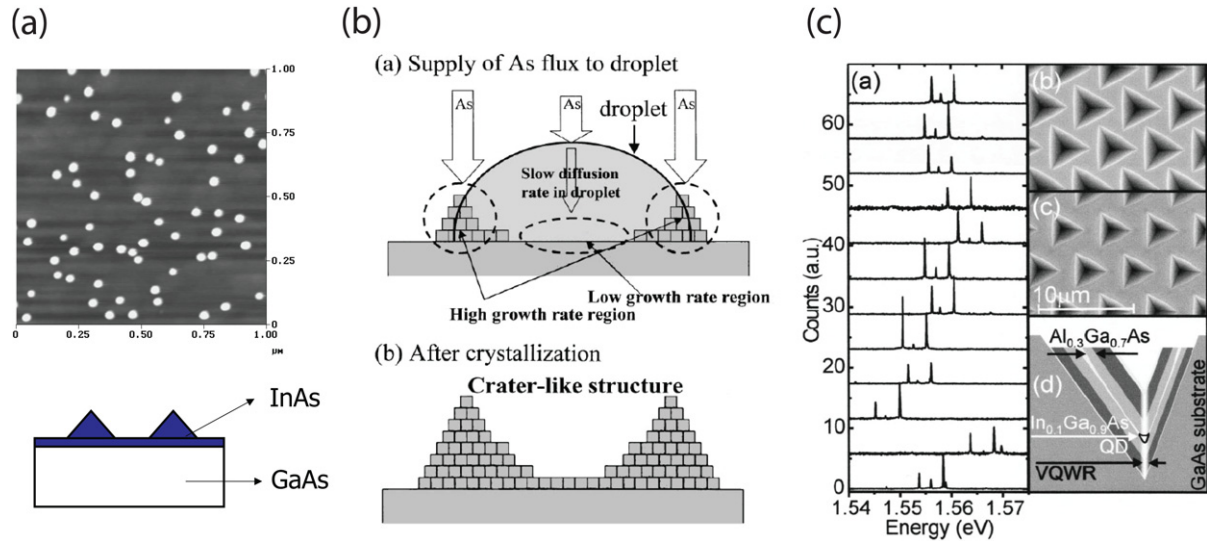 (a)
1.00
0.75
0.50
0.25
0
0
0.25
0.50
0.75
1.00
μM
InAs
GaAs
(b)
(a) Supply of As flux to droplet
As
As
As
droplet
Slow diffusion
rate in droplet
Low growth rate region
High growth rate region
(b) After crystallization
Crater-like structure
(c)
(a)
60
50
40
30
20
10
0
Counts (a.u.)
1.54
1.55
1.56
1.57
Energy (eV)
(b)
(c)
10μm
Al0.3Ga0.7As
(d)
In0.1Ga0.9As
QD
VQWR
GaAs substrate